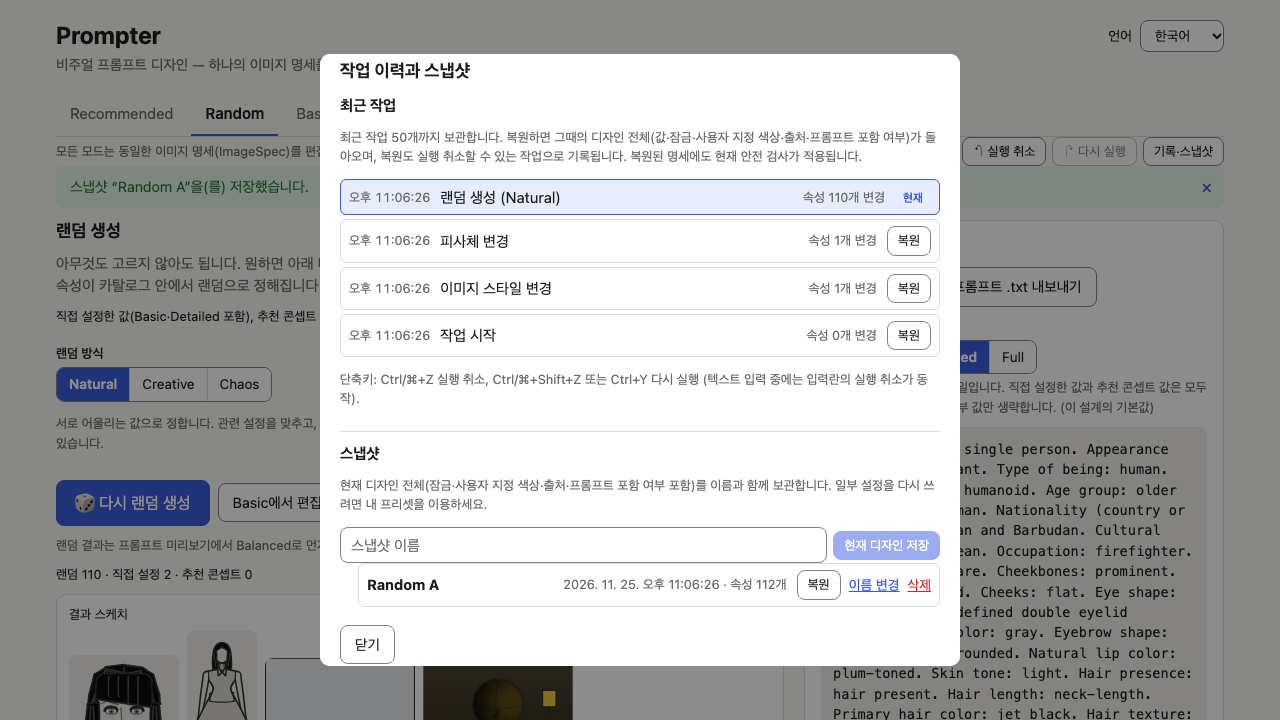 Prompter
언어
한국어
비주얼 프롬프트 디자인 — 하나의 이미지 명세를
Recommended
Random
모든 모드는 동일한 이미지 명세(ImageSpec)를
실행 취소
다시 실행
기록·스냅샷
스냅샷 “Random A”을(를) 저장했습니다.
✕
랜덤 생성
아무것도 고르지 않아도 됩니다. 원하면 아래
속성이 카탈로그 안에서 랜덤으로 정해집니다
직접 설정한 값(Basic·Detailed 포함), 추천 콘셉트
랜덤 방식
Natural
Creative
Chaos
서로 어울리는 값으로 정합니다. 관련 설정을 맞추고,
있습니다.
다시 랜덤 생성
Basic에서 편집
랜덤 결과는 프롬프트 미리보기에서 Balanced로 먼저
랜덤 110 · 직접 설정 2 · 추천 콘셉트 0
결과 스케치
작업 이력과 스냅샷
최근 작업
최근 작업 50개까지 보관합니다. 복원하면 그때의 디자인 전체(값·잠금·사용자 지정 색상·출처·프롬프트 포함 여부)가 돌
아오며, 복원도 실행 취소할 수 있는 작업으로 기록됩니다. 복원된 명세에도 현재 안전 검사가 적용됩니다.
오후 11:06:26 랜덤 생성 (Natural) 속성 110개 변경 현재
오후 11:06:26 피사체 변경 속성 1개 변경 복원
오후 11:06:26 이미지 스타일 변경 속성 1개 변경 복원
오후 11:06:26 작업 시작 속성 0개 변경 복원
단축키: Ctrl/⌘+Z 실행 취소, Ctrl/⌘+Shift+Z 또는 Ctrl+Y 다시 실행 (텍스트 입력 중에는 입력란의 실행 취소가 동
작).
스냅샷
현재 디자인 전체(잠금·사용자 지정 색상·출처·프롬프트 포함 여부 포함)를 이름과 함께 보관합니다. 일부 설정을 다시 쓰
려면 내 프리셋을 이용하세요.
스냅샷 이름
현재 디자인 저장
Random A 2026. 11. 25. 오후 11:06:26 · 속성 112개 복원 이름 변경 삭제
닫기
프롬프트 .txt 내보내기
Full
입니다. 직접 설정한 값과 추천 콘셉트 값은 모두
부 값만 생략합니다. (이 설계의 기본값)
single person. Appearance
Type of being: human.
humanoid. Age group: older
Nationality (country or
and Barbudan. Cultural
Occupation: firefighter.
Cheekbones: prominent.
Cheeks: flat. Eye shape:
defined double eyelid
color: gray. Eyebrow shape:
rounded. Natural lip color:
plum-toned. Skin tone: light. Hair presence:
hair present. Hair length: neck-length.
Primary hair color: jet black. Hair texture: